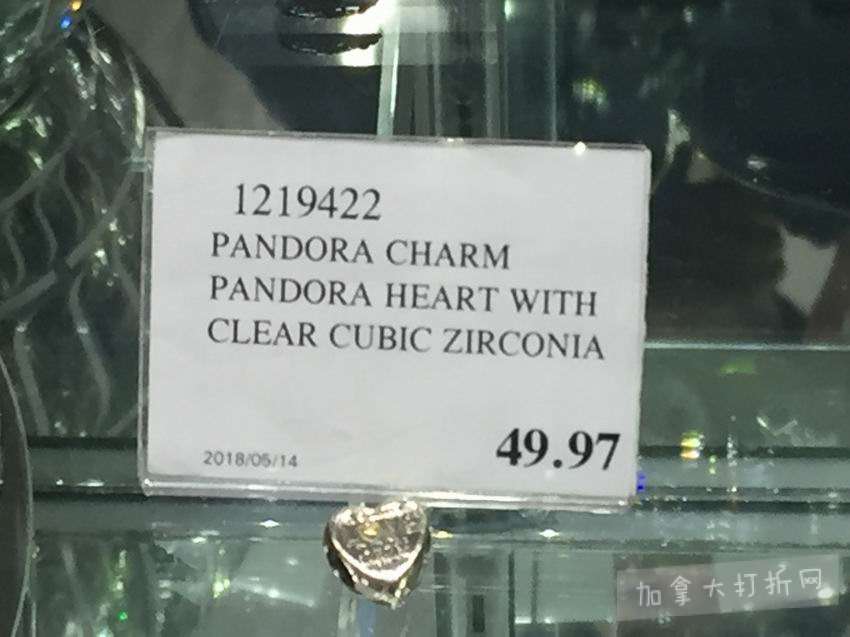 1219422
PANDORA CHARM
PANDORA HEART WITH
CLEAR CUBIC ZIRCONIA
49.97
2018/05/14
加拿大打折网